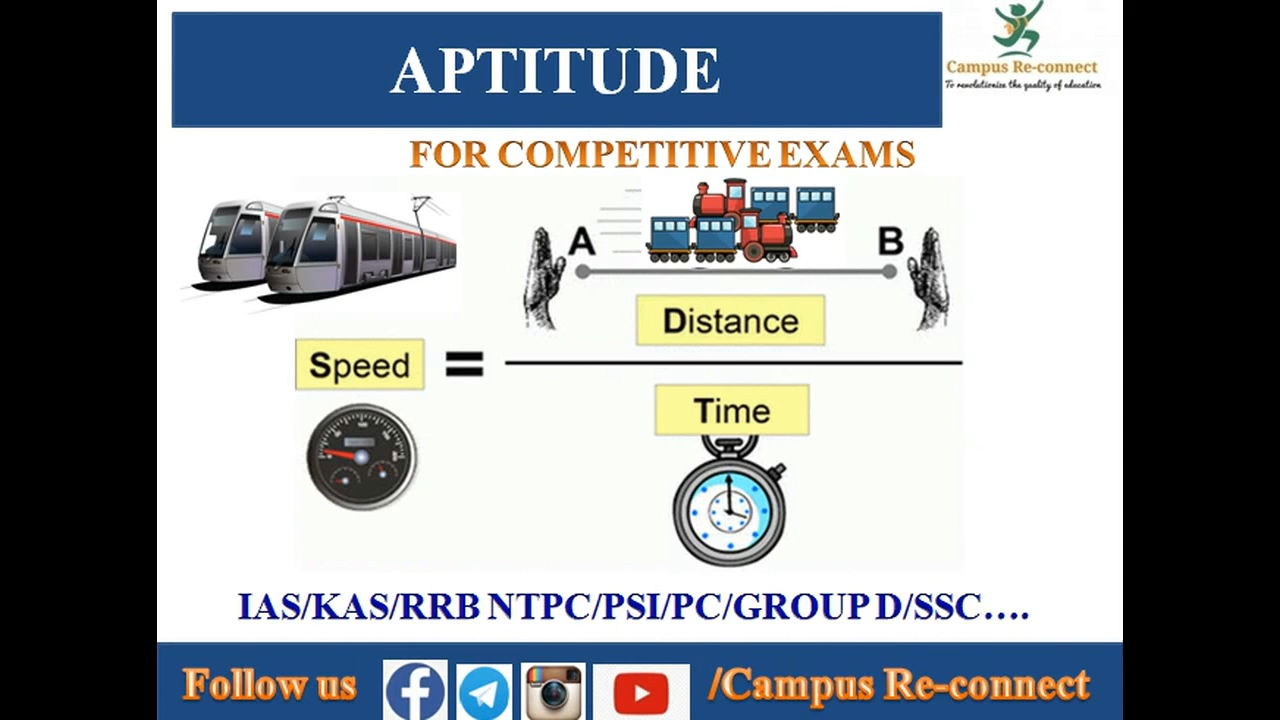 APTITUDE
Campus Re-connect
To revolutionize the quality of education
FOR COMPETITIVE EXAMS
A
B
Distance
Speed
=
Time
IAS/KAS/RRB NTPC/PSI/PC/GROUP D/SSC....
Follow us
/Campus Re-connect